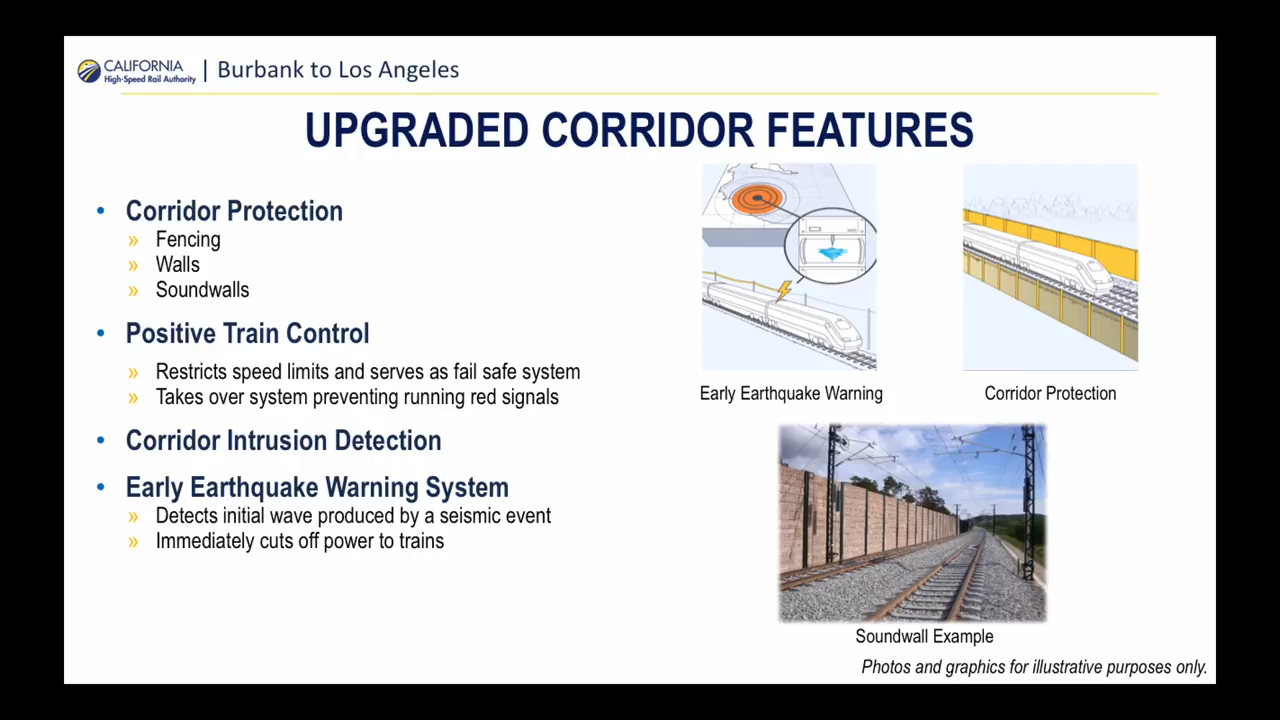 CALIFORNIA
High-Speed Rail Authority
| Burbank to Los Angeles
UPGRADED CORRIDOR FEATURES
• Corridor Protection
» Fencing
» Walls
» Soundwalls
• Positive Train Control
» Restricts speed limits and serves as fail safe system
» Takes over system preventing running red signals
• Corridor Intrusion Detection
• Early Earthquake Warning System
» Detects initial wave produced by a seismic event
» Immediately cuts off power to trains
Early Earthquake Warning
Corridor Protection
Soundwall Example
Photos and graphics for illustrative purposes only.